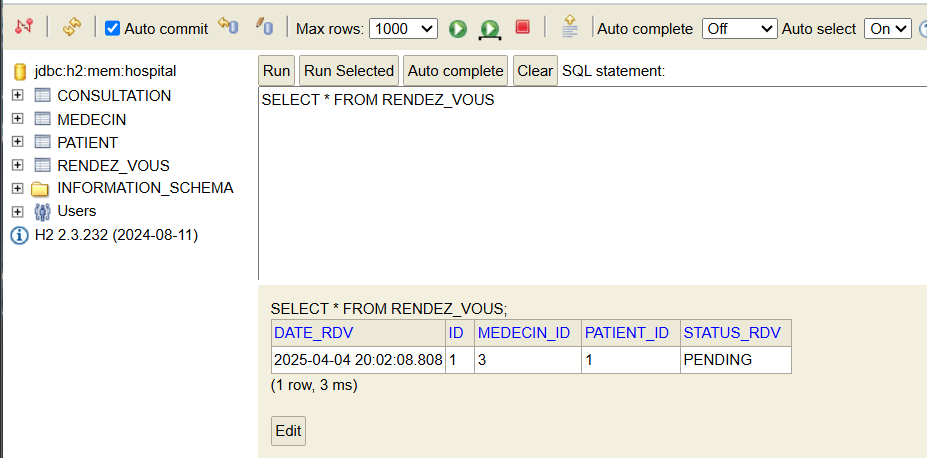 Auto commit Max rows: 1000 Auto complete Off Auto select On
jdbc:h2:mem:hospital
CONSULTATION
MEDECIN
PATIENT
RENDEZ_VOUS
INFORMATION_SCHEMA
Users
H2 2.3.232 (2024-08-11)
Run Run Selected Auto complete Clear SQL statement:
SELECT * FROM RENDEZ_VOUS
SELECT * FROM RENDEZ_VOUS;
DATE_RDV ID MEDECIN_ID PATIENT_ID STATUS_RDV
2025-04-04 20:02:08.808 1 3 1 PENDING
(1 row, 3 ms)
Edit